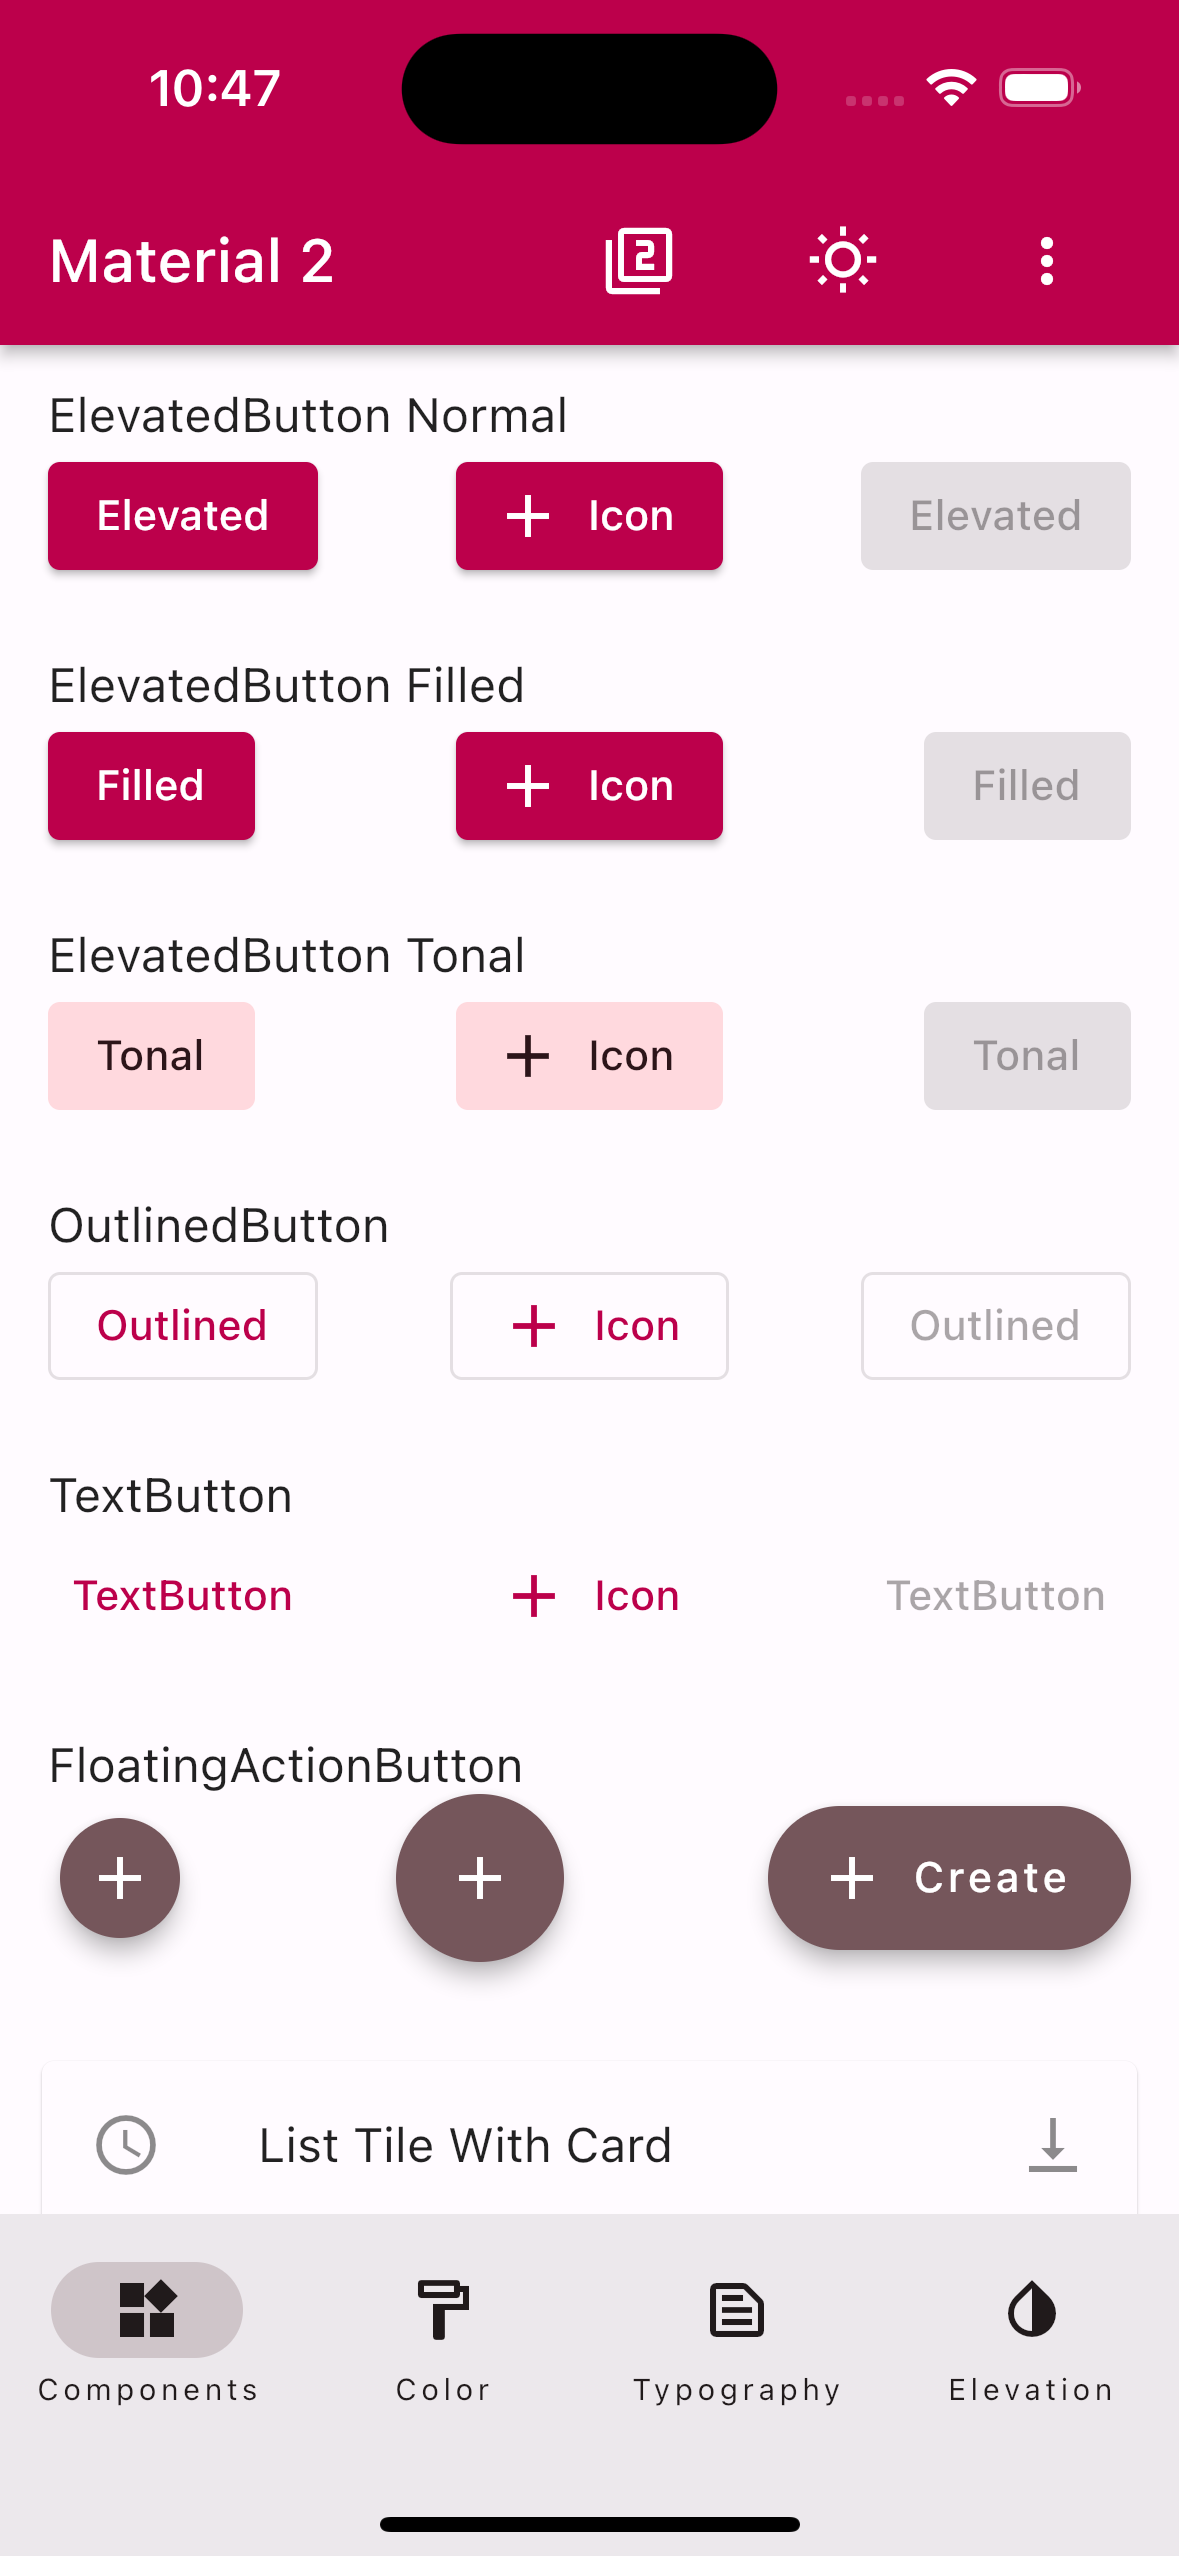 10:47
Material 2
2
ElevatedButton Normal
Elevated Icon Elevated
ElevatedButton Filled
Filled Icon Filled
ElevatedButton Tonal
Tonal Icon Tonal
OutlinedButton
Outlined Icon Outlined
TextButton
TextButton Icon TextButton
FloatingActionButton
Create
List Tile With Card
Components Color Typography Elevation